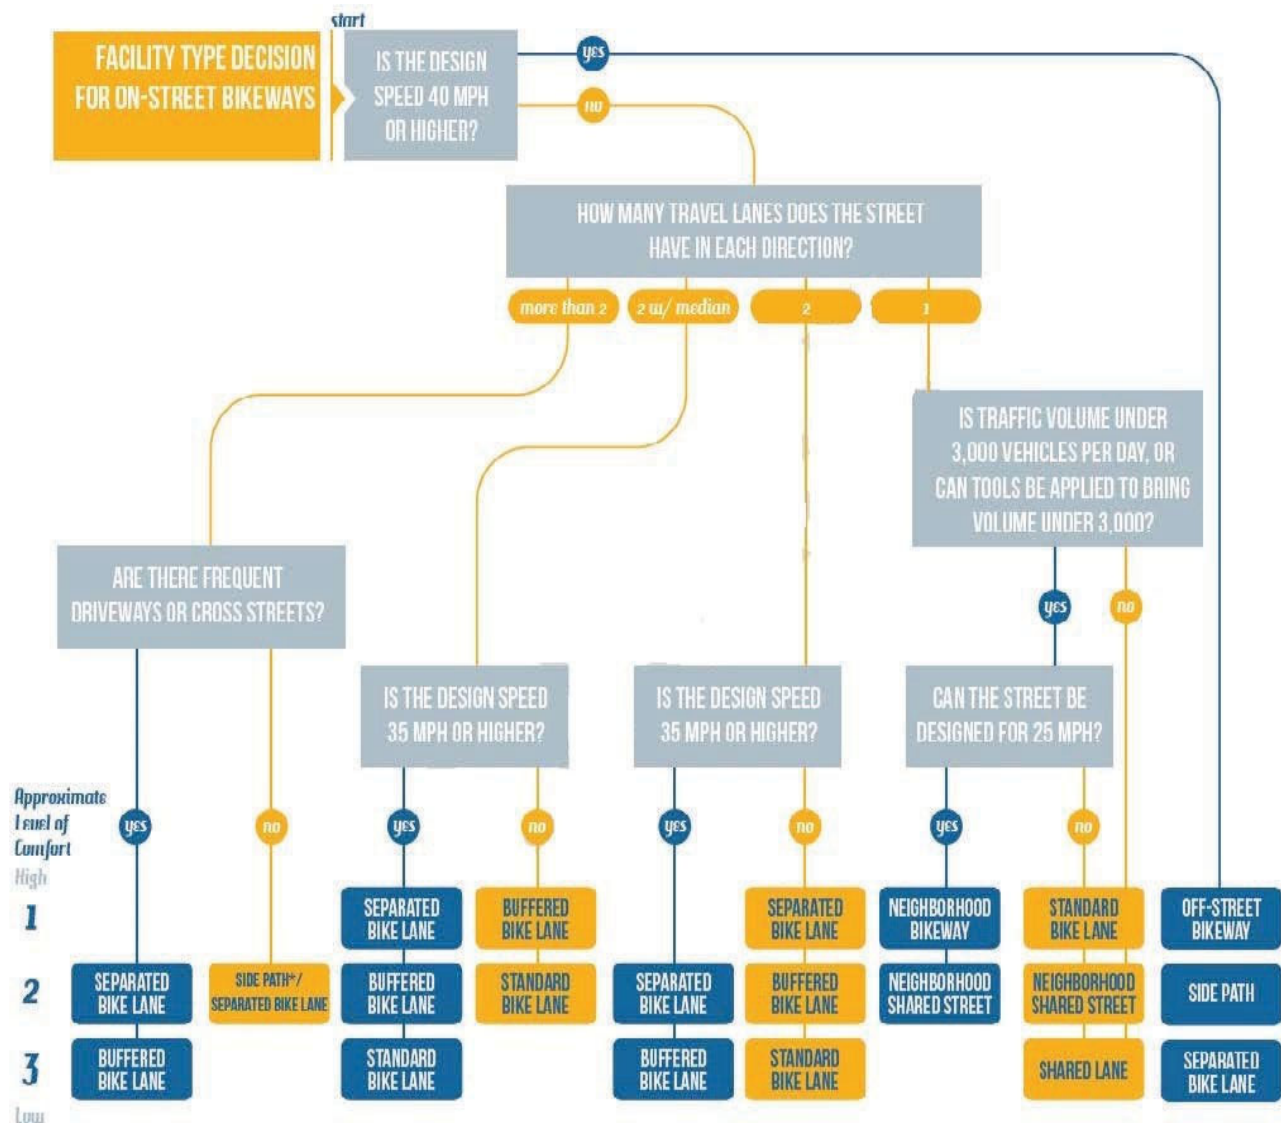 start
FACILITY TYPE DECISION
FOR ON-STREET BIKEWAYS
IS THE DESIGN
SPEED 40 MPH
OR HIGHER?
yes
no
HOW MANY TRAVEL LANES DOES THE STREET
HAVE IN EACH DIRECTION?
more than 2
2 w/ median
2
1
IS TRAFFIC VOLUME UNDER
3,000 VEHICLES PER DAY, OR
CAN TOOLS BE APPLIED TO BRING
VOLUME UNDER 3,000?
yes
no
ARE THERE FREQUENT
DRIVEWAYS OR CROSS STREETS?
IS THE DESIGN SPEED
35 MPH OR HIGHER?
IS THE DESIGN SPEED
35 MPH OR HIGHER?
CAN THE STREET BE
DESIGNED FOR 25 MPH?
yes
no
yes
no
yes
no
yes
no
Approximate
Level of
Comfort
High
1
SEPARATED
BIKE LANE
BUFFERED
BIKE LANE
SEPARATED
BIKE LANE
NEIGHBORHOOD
BIKEWAY
STANDARD
BIKE LANE
OFF-STREET
BIKEWAY
2
SEPARATED
BIKE LANE
SIDE PATH*/
SEPARATED BIKE LANE
BUFFERED
BIKE LANE
STANDARD
BIKE LANE
SEPARATED
BIKE LANE
BUFFERED
BIKE LANE
NEIGHBORHOOD
SHARED STREET
NEIGHBORHOOD
SHARED STREET
SIDE PATH
3
BUFFERED
BIKE LANE
STANDARD
BIKE LANE
BUFFERED
BIKE LANE
STANDARD
BIKE LANE
SHARED LANE
SEPARATED
BIKE LANE
Low